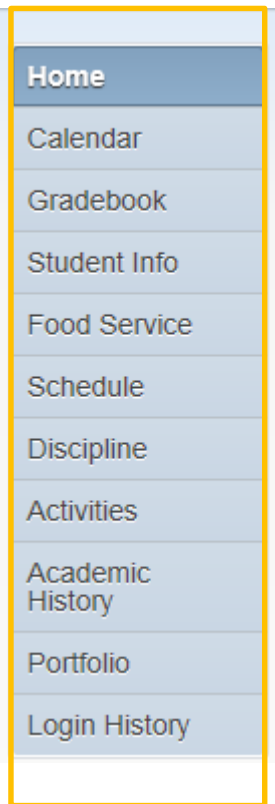 Home
Calendar
Gradebook
Student Info
Food Service
Schedule
Discipline
Activities
Academic
History
Portfolio
Login History